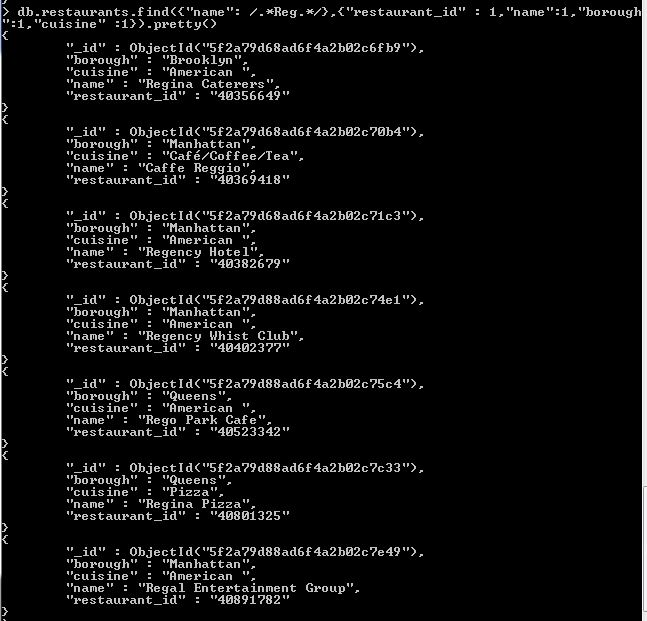 > db.restaurants.find({"name": /.*Reg.*/},{"restaurant_id" : 1,"name":1,"borough
":1,"cuisine" :1}).pretty()
{
"_id" : ObjectId("5f2a79d68ad6f4a2b02c6fb9"),
"borough" : "Brooklyn",
"cuisine" : "American ",
"name" : "Regina Caterers",
"restaurant_id" : "40356649"
}
{
"_id" : ObjectId("5f2a79d68ad6f4a2b02c70b4"),
"borough" : "Manhattan",
"cuisine" : "Café/Coffee/Tea",
"name" : "Caffe Reggio",
"restaurant_id" : "40369418"
}
{
"_id" : ObjectId("5f2a79d68ad6f4a2b02c71c3"),
"borough" : "Manhattan",
"cuisine" : "American ",
"name" : "Regency Hotel",
"restaurant_id" : "40382679"
}
{
"_id" : ObjectId("5f2a79d88ad6f4a2b02c74e1"),
"borough" : "Manhattan",
"cuisine" : "American ",
"name" : "Regency Whist Club",
"restaurant_id" : "40402377"
}
{
"_id" : ObjectId("5f2a79d88ad6f4a2b02c75c4"),
"borough" : "Queens",
"cuisine" : "American ",
"name" : "Rego Park Cafe",
"restaurant_id" : "40523342"
}
{
"_id" : ObjectId("5f2a79d88ad6f4a2b02c7c33"),
"borough" : "Queens",
"cuisine" : "Pizza",
"name" : "Regina Pizza",
"restaurant_id" : "40801325"
}
{
"_id" : ObjectId("5f2a79d88ad6f4a2b02c7e49"),
"borough" : "Manhattan",
"cuisine" : "American ",
"name" : "Regal Entertainment Group",
"restaurant_id" : "40891782"
}